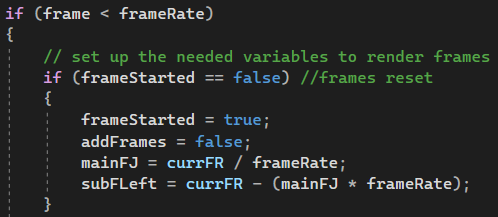 if (frame < frameRate)
{
    // set up the needed variables to render frames
    if (frameStarted == false) //frames reset
    {
        frameStarted = true;
        addFrames = false;
        mainFJ = currFR / frameRate;
        subFLeft = currFR - (mainFJ * frameRate);
    }